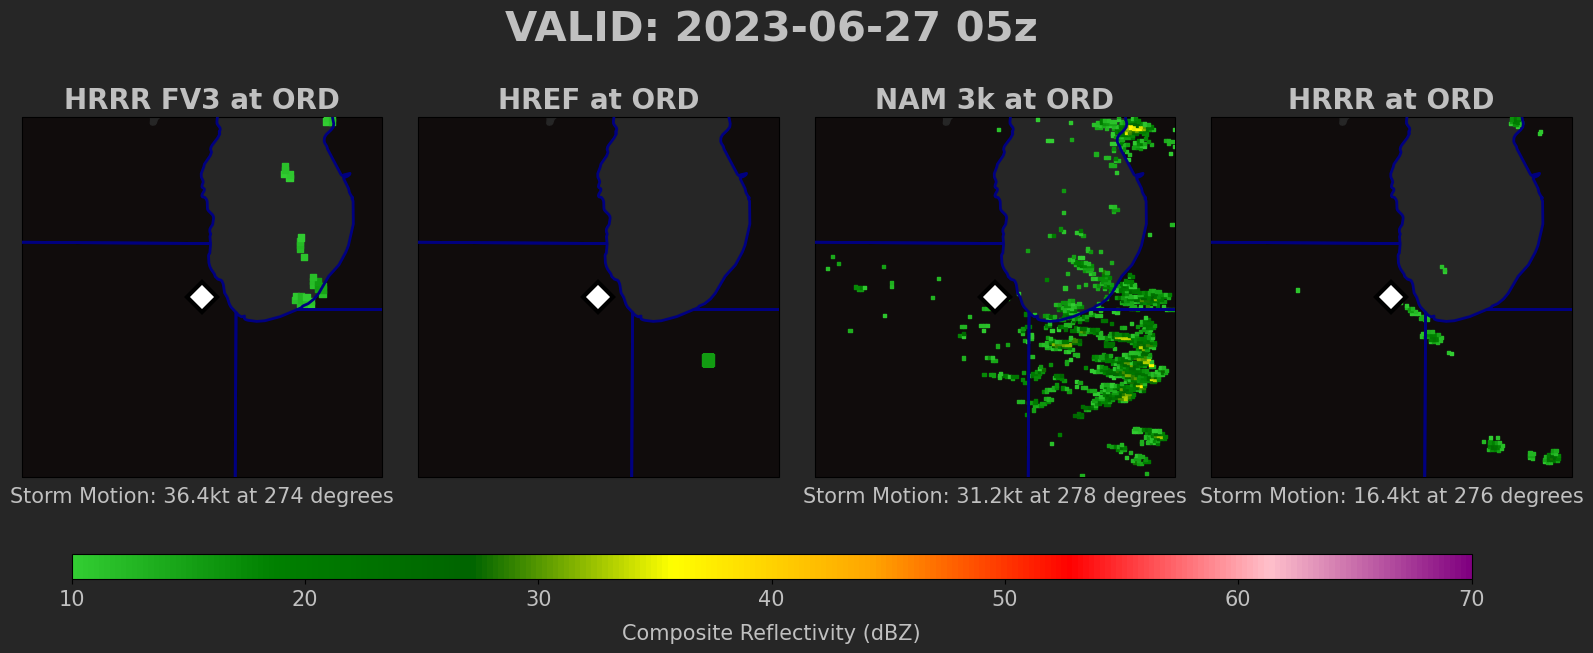 VALID: 2023-06-27 05z
HRRR FV3 at ORD
HREF at ORD
NAM 3k at ORD
HRRR at ORD
Storm Motion: 36.4kt at 274 degrees
Storm Motion: 31.2kt at 278 degrees
Storm Motion: 16.4kt at 276 degrees
10 20 30 40 50 60 70
Composite Reflectivity (dBZ)